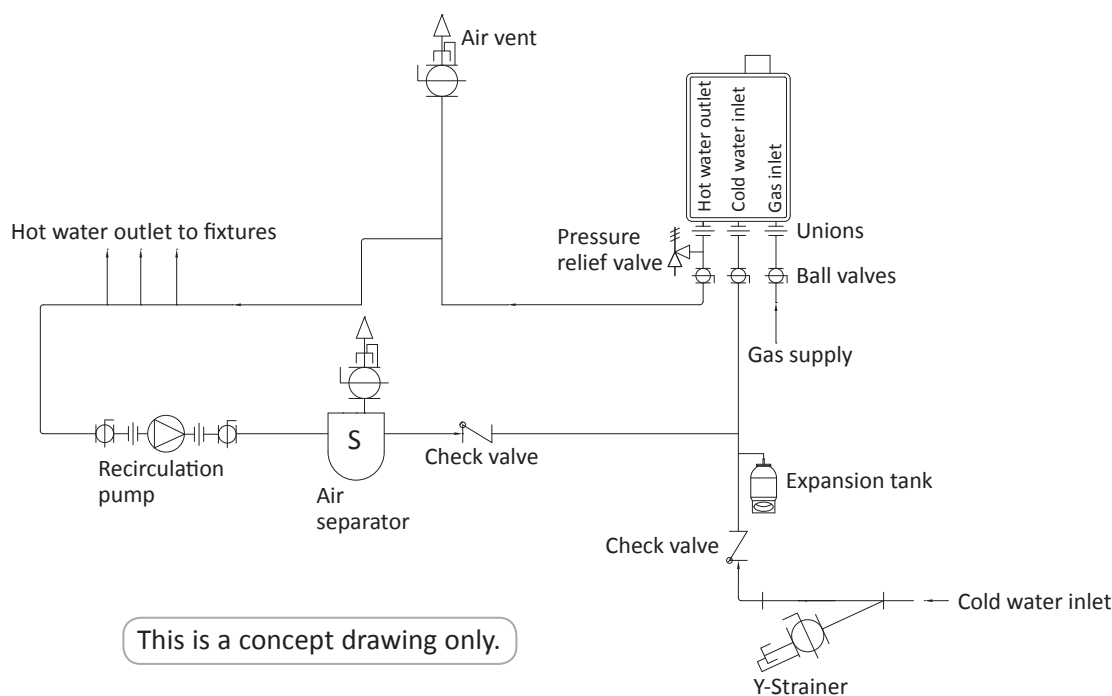 Air vent
Hot water outlet
Cold water inlet
Gas inlet
Hot water outlet to fixtures
Pressure
relief valve
Unions
Ball valves
Gas supply
S
Check valve
Recirculation
pump
Air
separator
Expansion tank
Check valve
Cold water inlet
This is a concept drawing only.
Y-Strainer